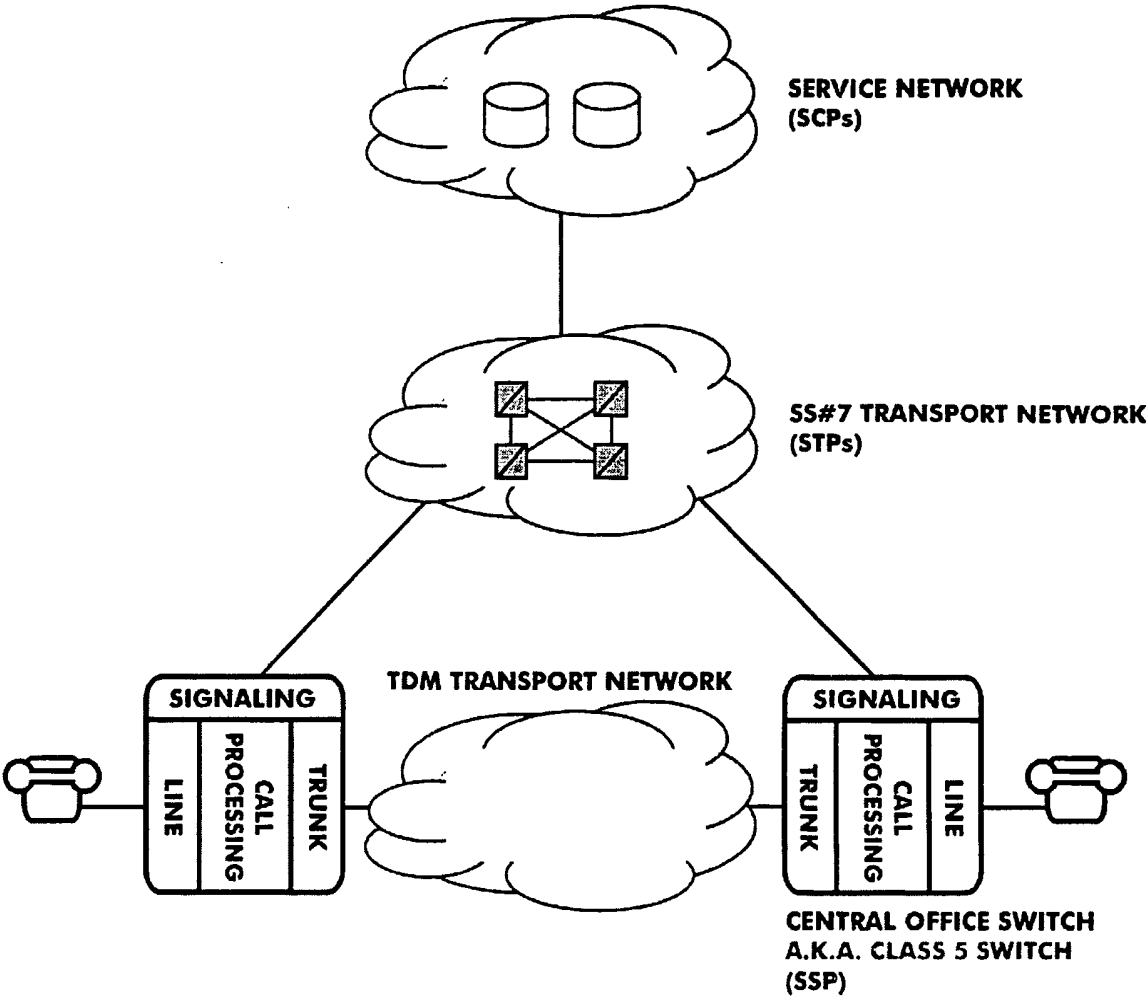 SERVICE NETWORK
(SCPs)
SS#7 TRANSPORT NETWORK
(STPs)
TDM TRANSPORT NETWORK
SIGNALING
LINE
CALL
PROCESSING
TRUNK
SIGNALING
TRUNK
CALL
PROCESSING
LINE
CENTRAL OFFICE SWITCH
A.K.A. CLASS 5 SWITCH
(SSP)